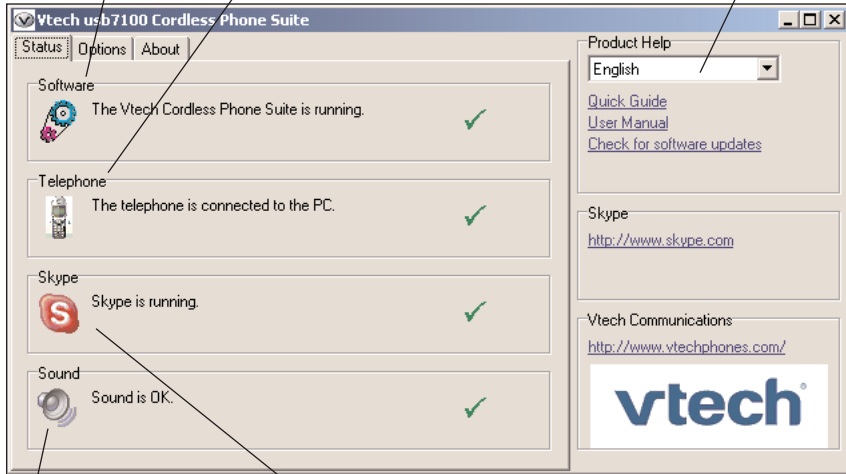 Vtech usb7100 Cordless Phone Suite
Status Options About
Software
The Vtech Cordless Phone Suite is running.
Telephone
The telephone is connected to the PC.
Skype
S
Skype is running.
Sound
Sound is OK.
Product Help
English
Quick Guide
User Manual
Check for software updates
Skype
http://www.skype.com
Vtech Communications
http://www.vtechphones.com/
vtech